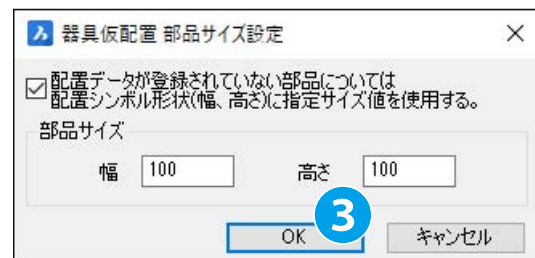 器具仮配置 部品サイズ設定
配置データが登録されていない部品については
配置シンボル形状(幅、高さ)に指定サイズ値を使用する。
部品サイズ
幅 100 高さ 100
OK 3 キャンセル